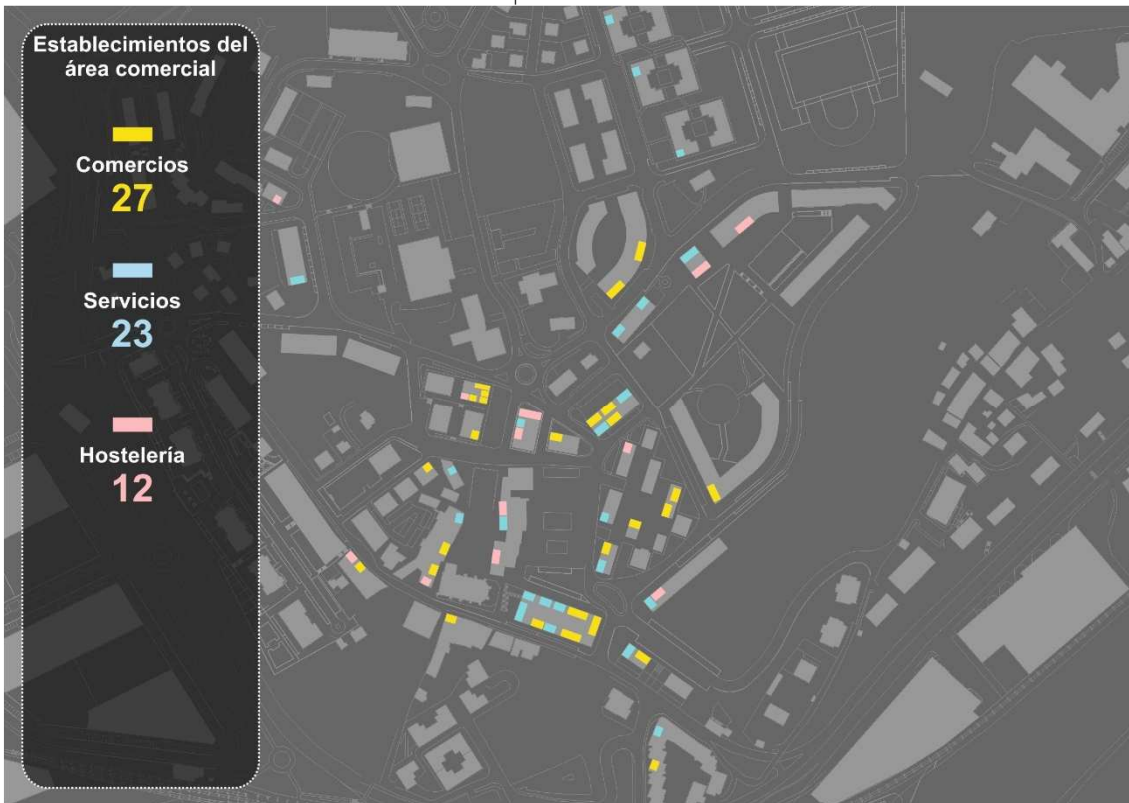 Establecimientos del
área comercial
Comercios
27
Servicios
23
Hostelería
12